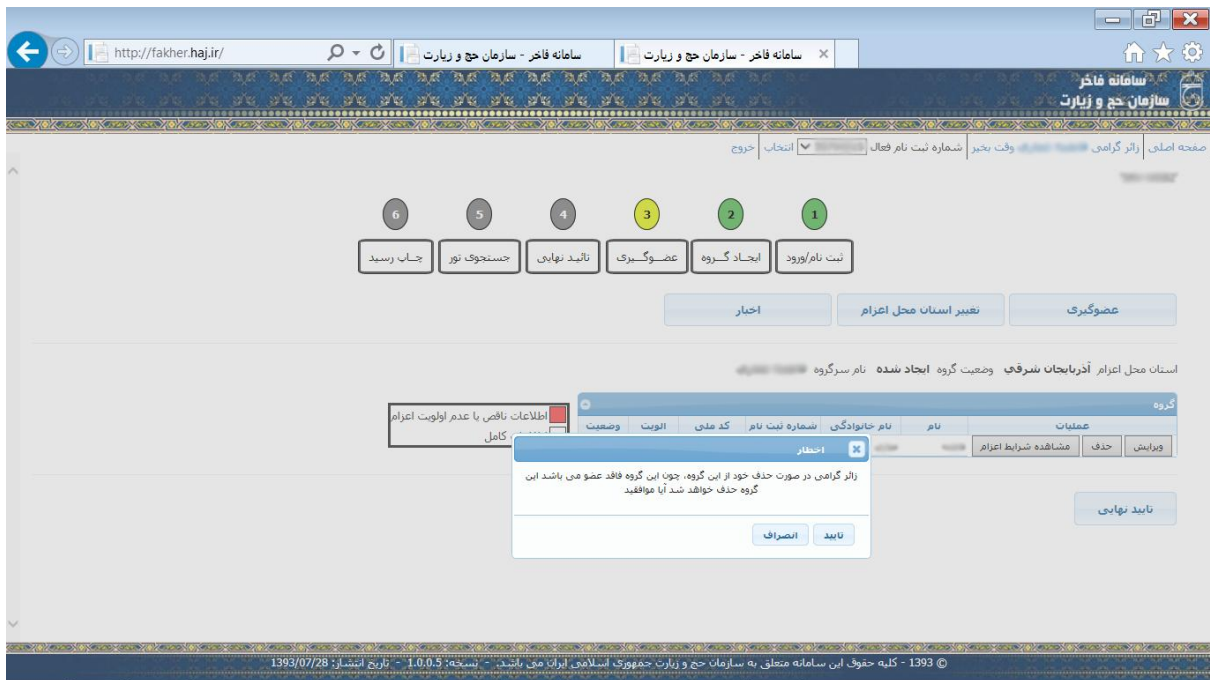 http://fakher.haj.ir/
سامانه فاخر - سازمان حج و زیارت
سامانه فاخر - سازمان حج و زیارت
سامانه فاخر
سازمان حج و زیارت
صفحه اصلی | زائر گرامی وقت بخیر | شماره ثبت نام فعال انتخاب | خروج
1
2
3
4
5
6
ثبت نام/ورود
ایجـاد گــروه
عضــوگــیری
تائیـد نهایی
جستجوی تور
چــاپ رسید
عضوگیری
تغییر استان محل اعزام
اخبار
استان محل اعزام آذربایجان شرقی وضعیت گروه ایجاد شده نام سرگروه
اطلاعات ناقص یا عدم اولویت اعزام
کامل
گروه
عملیات نام نام خانوادگی شماره ثبت نام کد ملی الویت وضعیت
ویرایش حذف مشاهده شرایط اعزام
اخطار
زائر گرامی در صورت حذف خود از این گروه، چون این گروه فاقد عضو می باشد این
گروه حذف خواهد شد آیا موافقید
تایید
انصراف
تایید نهایی
© 1393 - کلیه حقوق این سامانه متعلق به سازمان حج و زیارت جمهوری اسلامی ایران می باشد. - نسخه: 1.0.0.5 - تاریخ انتشار: 1393/07/28